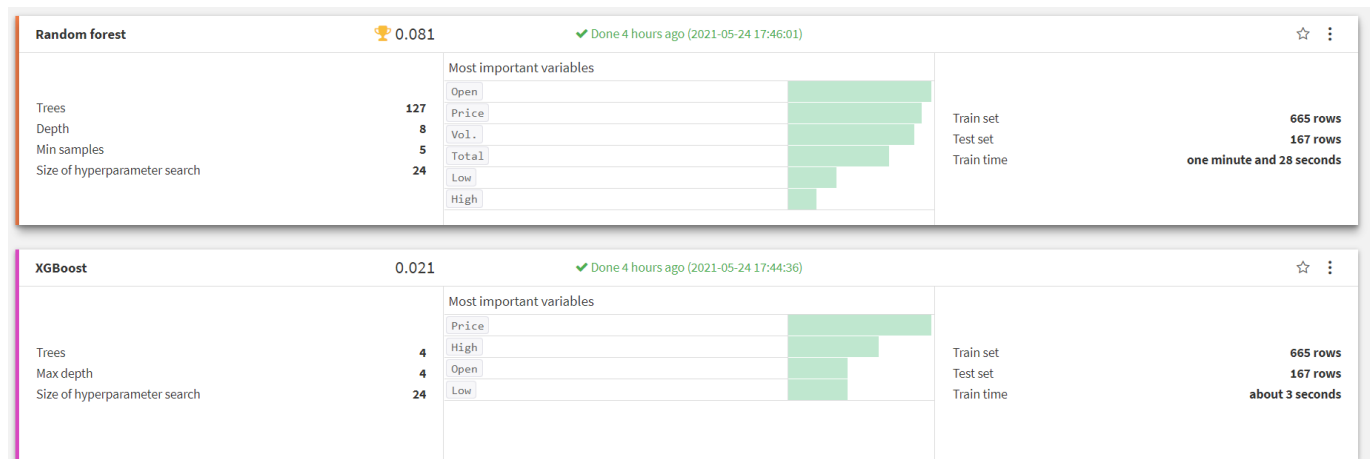 Random forest 0.081 Done 4 hours ago (2021-05-24 17:46:01)
Most important variables
Trees 127
Depth 8
Min samples 5
Size of hyperparameter search 24
Open
Price
Vol.
Total
Low
High
Train set 665 rows
Test set 167 rows
Train time one minute and 28 seconds
XGBoost 0.021 Done 4 hours ago (2021-05-24 17:44:36)
Most important variables
Trees 4
Max depth 4
Size of hyperparameter search 24
Price
High
Open
Low
Train set 665 rows
Test set 167 rows
Train time about 3 seconds